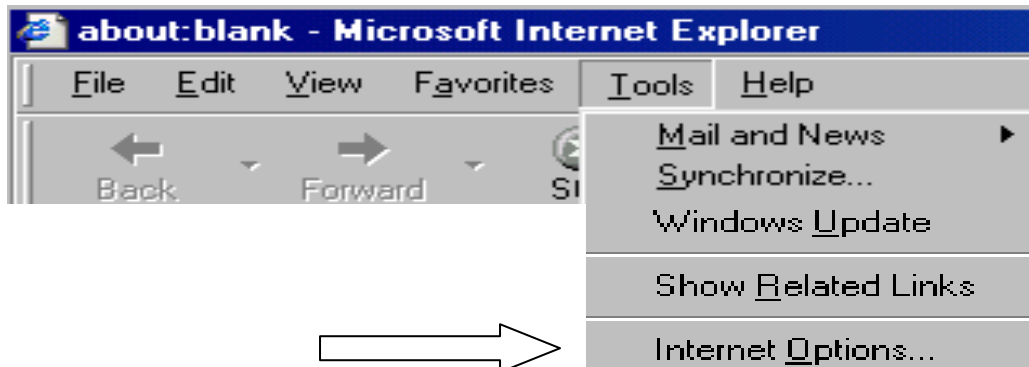 about:blank - Microsoft Internet Explorer
File Edit View Favorites Tools Help
Mail and News
Back Forward
Synchronize...
Windows Update
Show Related Links
Internet Options...